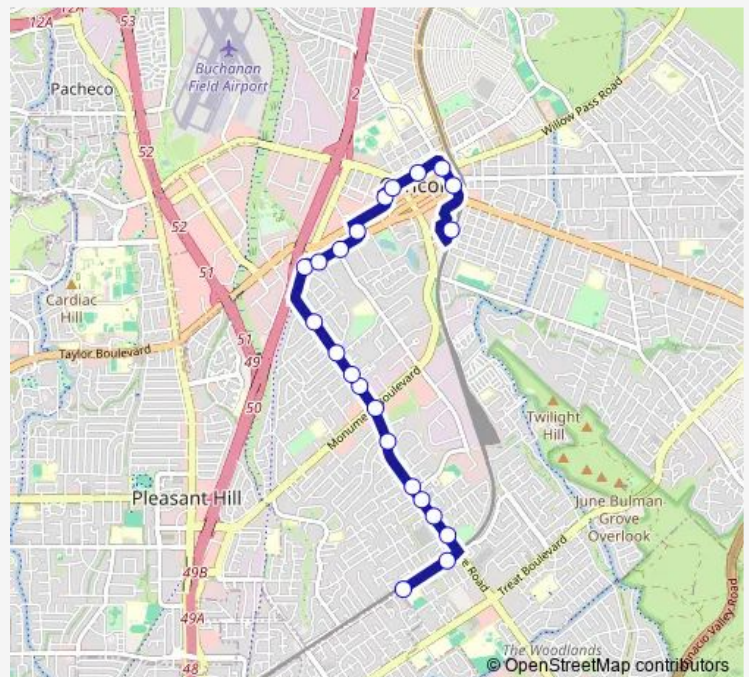 12A
12A
53
2
Buchanan
Field Airport
Pacheco
52
Willow Pass Road
52
51
Cardiac
Hill
51
49
Taylor Boulevard
50
Monument Boulevard
Twilight
Hill
Pleasant Hill
June Bulman
Grove
Overlook
49B
Treat Boulevard
Road
49A
48
The Woodlands
© OpenStreetMap contributors